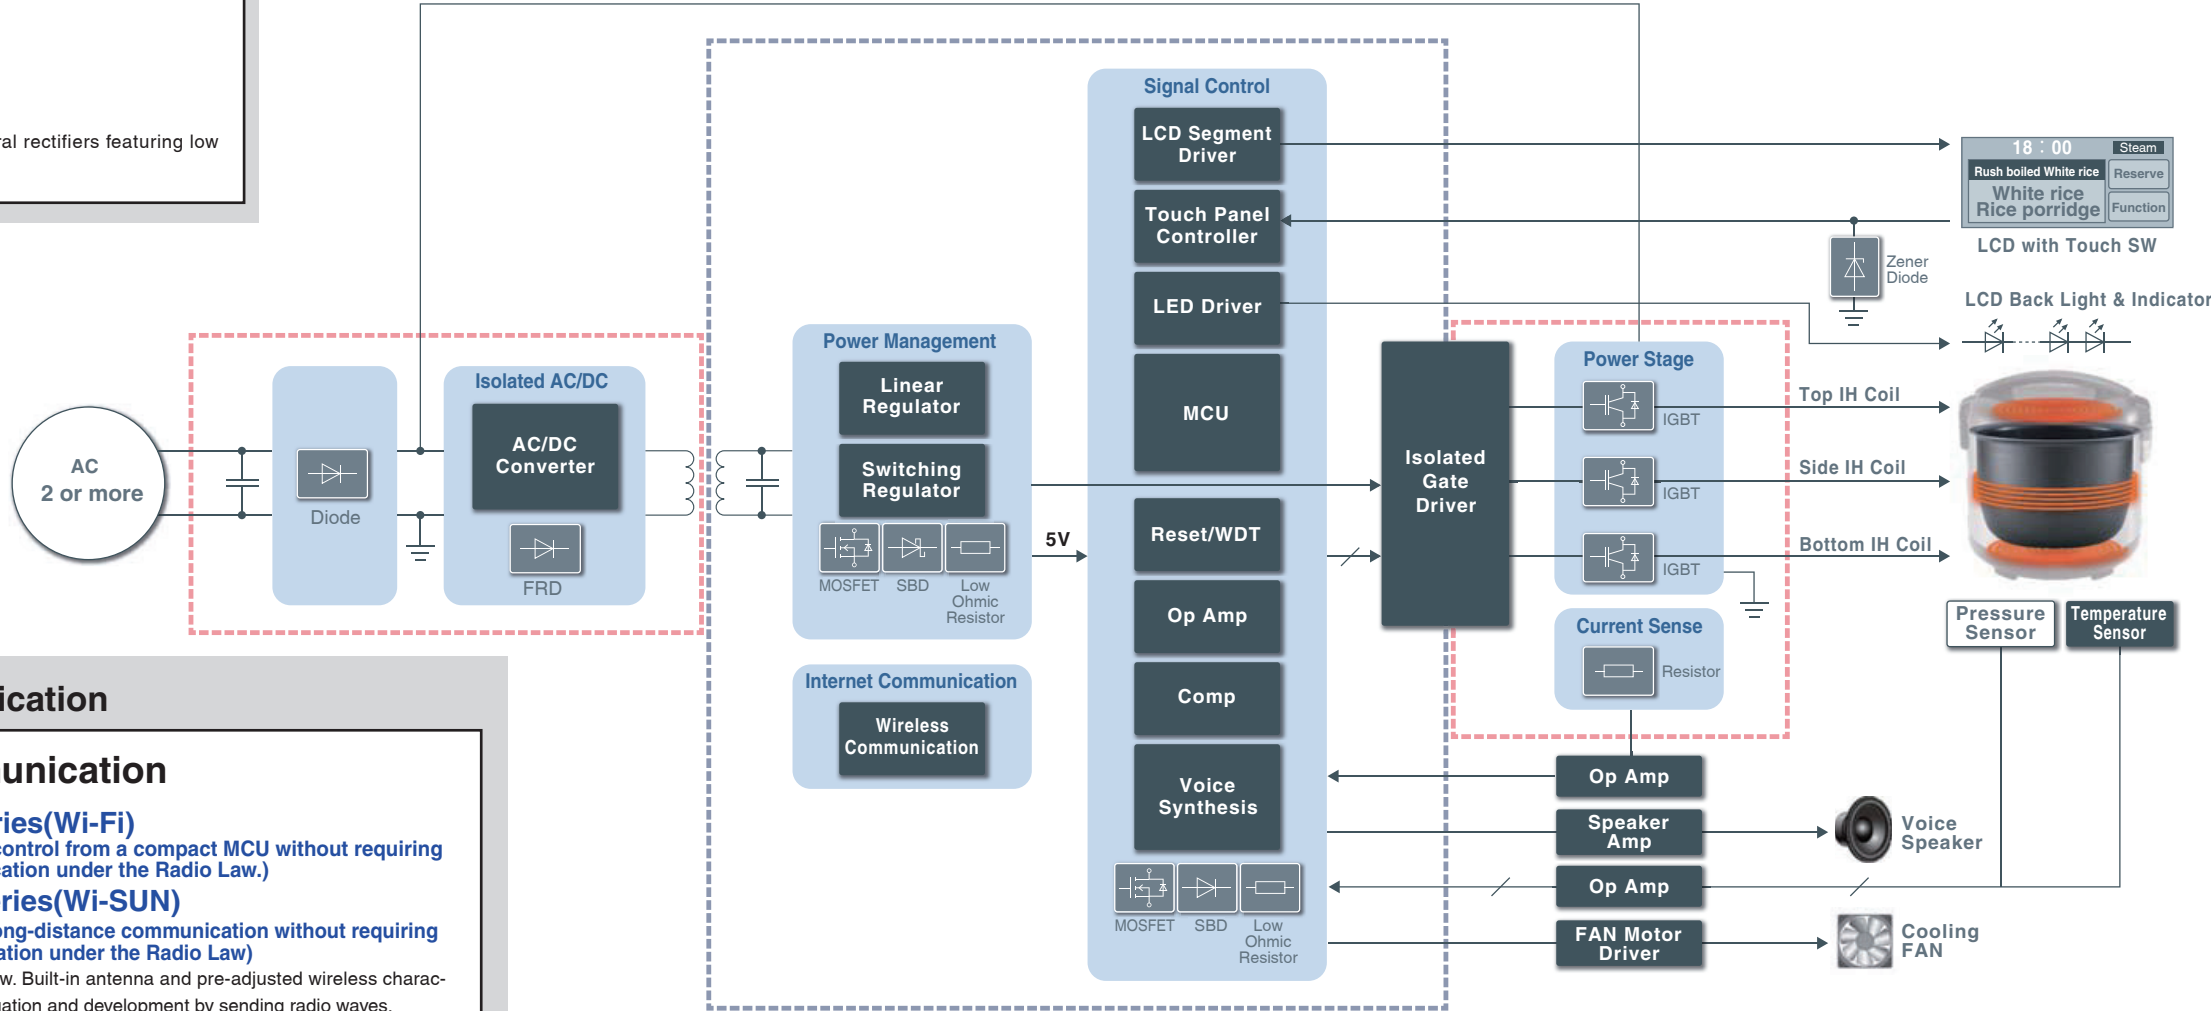 ral rectifiers featuring low
AC
2 or more
Diode
Isolated AC/DC
AC/DC
Converter
FRD
Power Management
Linear
Regulator
Switching
Regulator
MOSFET
SBD
Low
Ohmic
Resistor
5V
Internet Communication
Wireless
Communication
Signal Control
LCD Segment
Driver
Touch Panel
Controller
LED Driver
MCU
Reset/WDT
Op Amp
Comp
Voice
Synthesis
MOSFET
SBD
Low
Ohmic
Resistor
Isolated
Gate
Driver
Power Stage
IGBT
IGBT
IGBT
Current Sense
Resistor
Op Amp
Speaker
Amp
Op Amp
FAN Motor
Driver
18 : 00
Steam
Rush boiled White rice
Reserve
White rice
Rice porridge
Function
LCD with Touch SW
Zener
Diode
LCD Back Light & Indicator
Top IH Coil
Side IH Coil
Bottom IH Coil
Pressure
Sensor
Temperature
Sensor
Voice
Speaker
Cooling
FAN
ication
unication
ries(Wi-Fi)
control from a compact MCU without requiring
cation under the Radio Law.)
ries(Wi-SUN)
ong-distance communication without requiring
ation under the Radio Law)
w. Built-in antenna and pre-adjusted wireless charac-
gation and development by sending radio waves.